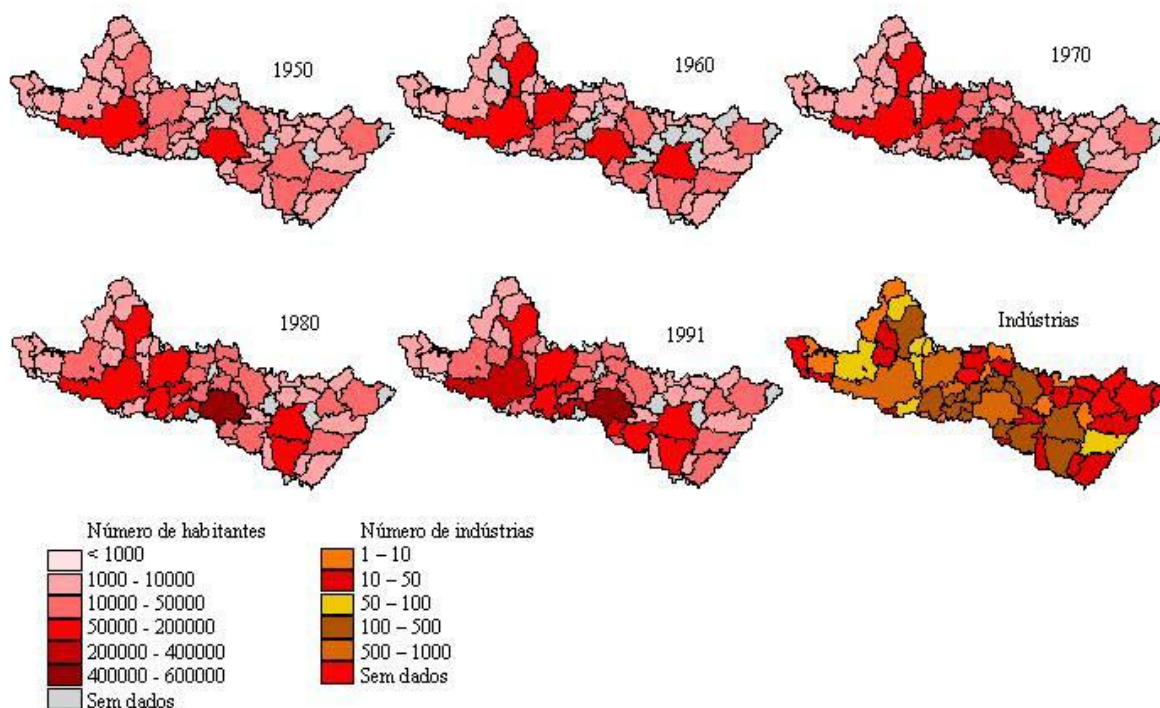 1950
1960
1970
1980
1991
Indústrias
Número de habitantes
< 1000
1000 - 10000
10000 - 50000
50000 - 200000
200000 - 400000
400000 - 600000
Sem dados
Número de indústrias
1 – 10
10 – 50
50 – 100
100 – 500
500 – 1000
Sem dados